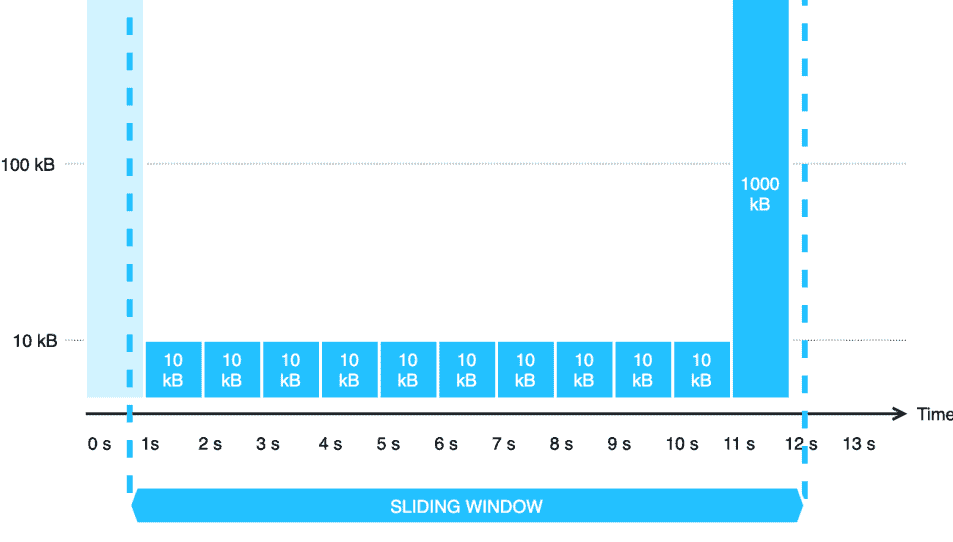 100 kB
1000
kB
10 kB
10 10 10 10 10 10 10 10 10 10
kB kB kB kB kB kB kB kB kB kB
Time
0 s 1s 2 s 3 s 4 s 5 s 6 s 7 s 8 s 9 s 10 s 11 s 12 s 13 s
SLIDING WINDOW